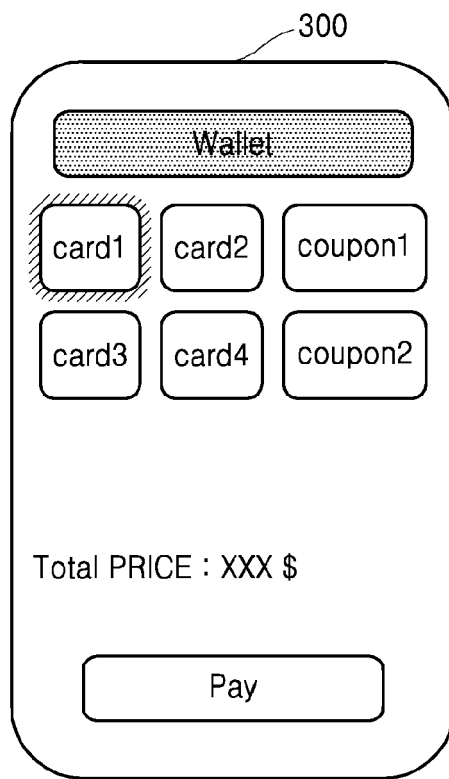 300
Wallet
card1 card2 coupon1
card3 card4 coupon2
Total PRICE : XXX $
Pay